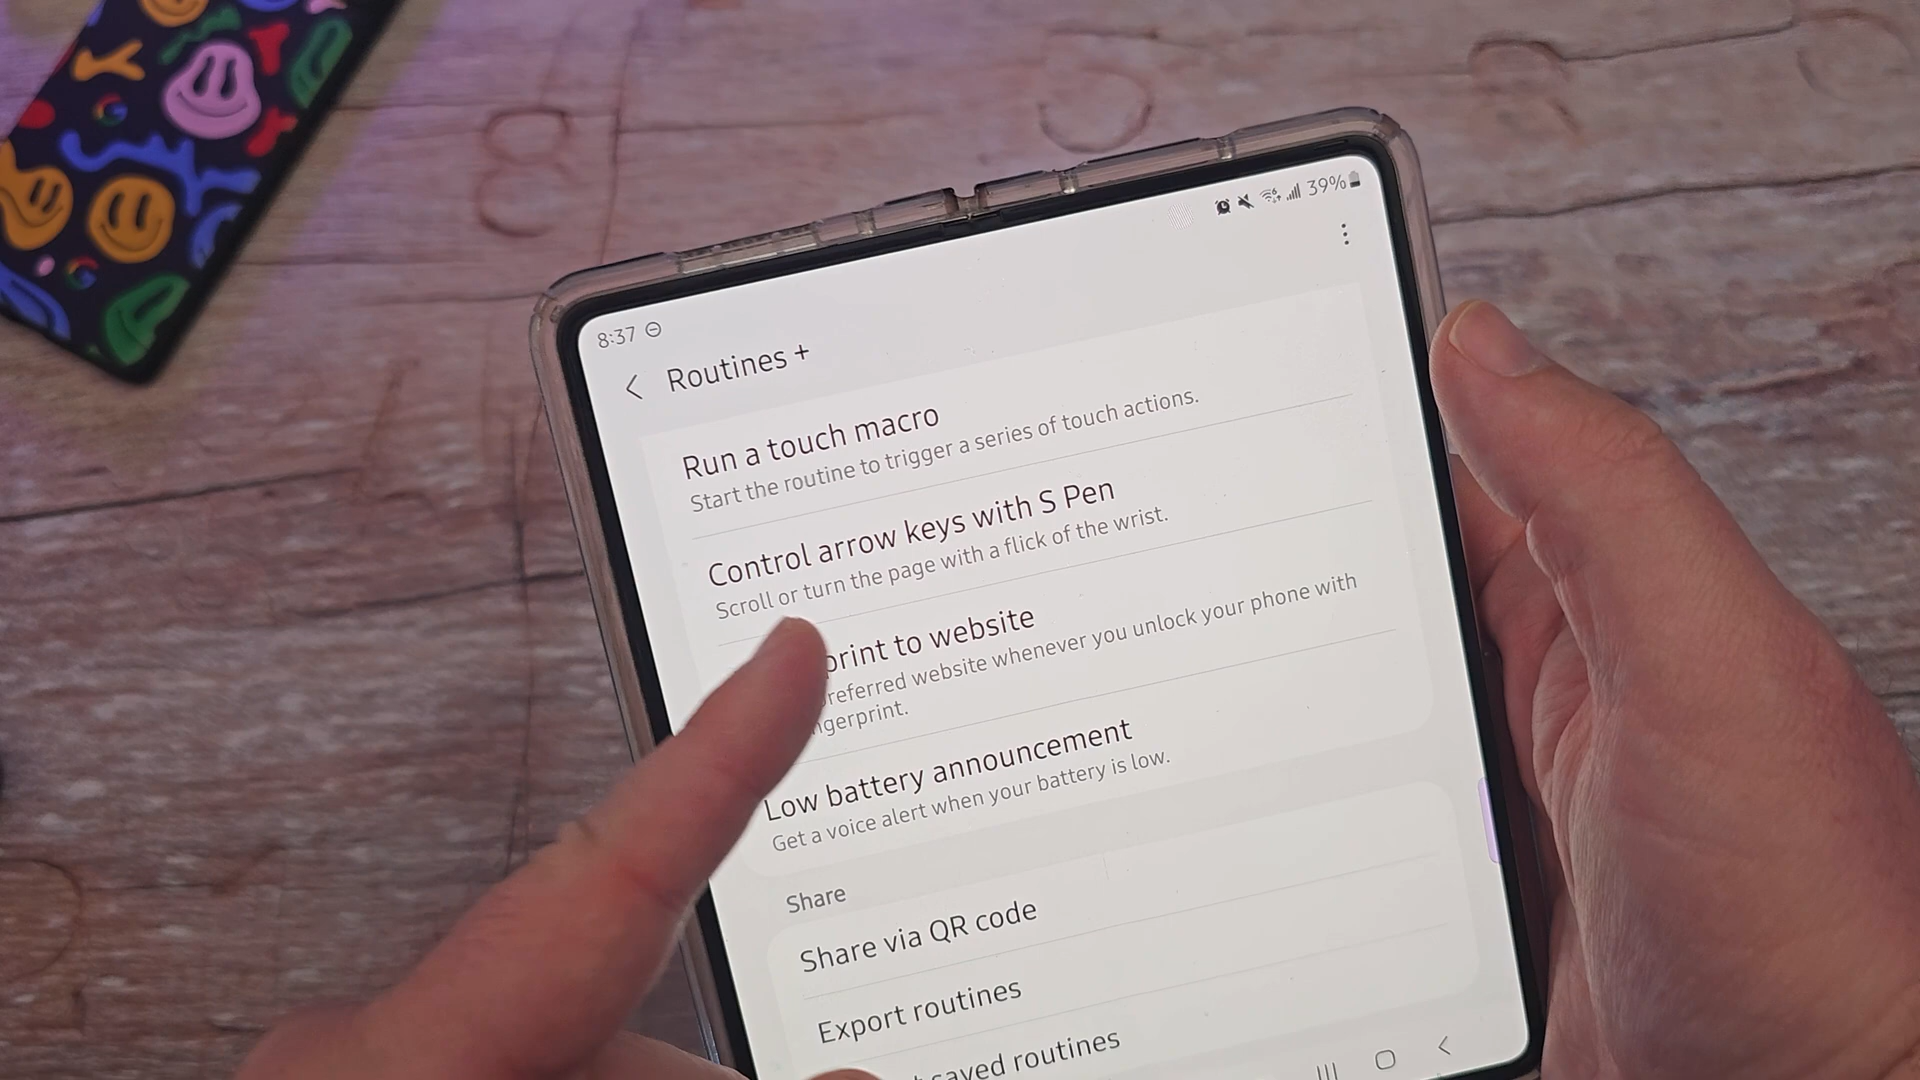 39%
8:37
Routines +
Run a touch macro
Start the routine to trigger a series of touch actions.
Control arrow keys with S Pen
Scroll or turn the page with a flick of the wrist.
print to website
referred website whenever you unlock your phone with
ngerprint.
Low battery announcement
Get a voice alert when your battery is low.
Share
Share via QR code
Export routines
saved routines